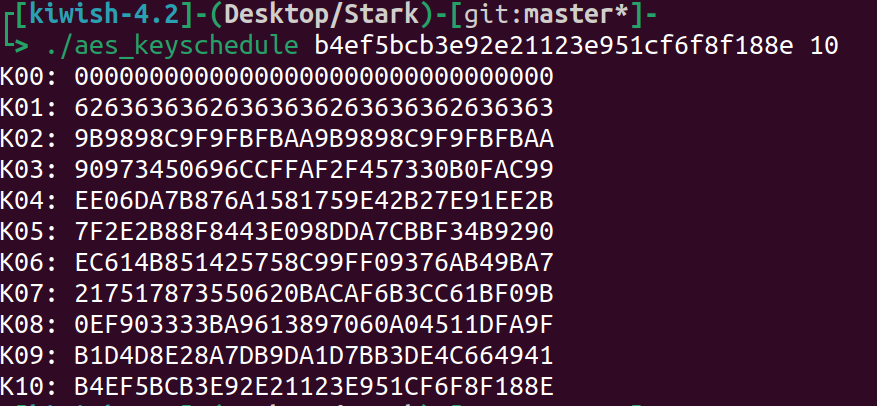 ┌[kiwish-4.2]-(Desktop/Stark)-[git:master*]-
└> ./aes_keyschedule b4ef5bcb3e92e21123e951cf6f8f188e 10
K00: 00000000000000000000000000000000
K01: 62636363626363636263636362636363
K02: 9B9898C9F9FBFBAA9B9898C9F9FBFBAA
K03: 90973450696CCFFAF2F457330B0FAC99
K04: EE06DA7B876A1581759E42B27E91EE2B
K05: 7F2E2B88F8443E098DDA7CBBF34B9290
K06: EC614B851425758C99FF09376AB49BA7
K07: 217517873550620BACAF6B3CC61BF09B
K08: 0EF903333BA9613897060A04511DFA9F
K09: B1D4D8E28A7DB9DA1D7BB3DE4C664941
K10: B4EF5BCB3E92E21123E951CF6F8F188E